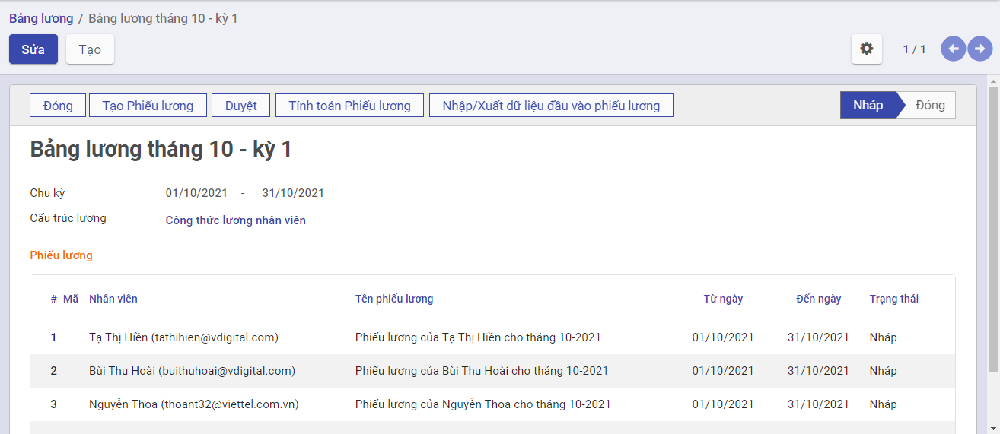 Bảng lương / Bảng lương tháng 10 - kỳ 1
Sửa Tạo 1 / 1
Đóng Tạo Phiếu lương Duyệt Tính toán Phiếu lương Nhập/Xuất dữ liệu đầu vào phiếu lương Nháp Đóng
Bảng lương tháng 10 - kỳ 1
Chu kỳ 01/10/2021 - 31/10/2021
Cấu trúc lương Công thức lương nhân viên
Phiếu lương
# Mã Nhân viên Tên phiếu lương Từ ngày Đến ngày Trạng thái
1 Tạ Thị Hiền (tathihien@vdigital.com) Phiếu lương của Tạ Thị Hiền cho tháng 10-2021 01/10/2021 31/10/2021 Nháp
2 Bùi Thu Hoài (buithuhoai@vdigital.com) Phiếu lương của Bùi Thu Hoài cho tháng 10-2021 01/10/2021 31/10/2021 Nháp
3 Nguyễn Thoa (thoant32@viettel.com.vn) Phiếu lương của Nguyễn Thoa cho tháng 10-2021 01/10/2021 31/10/2021 Nháp